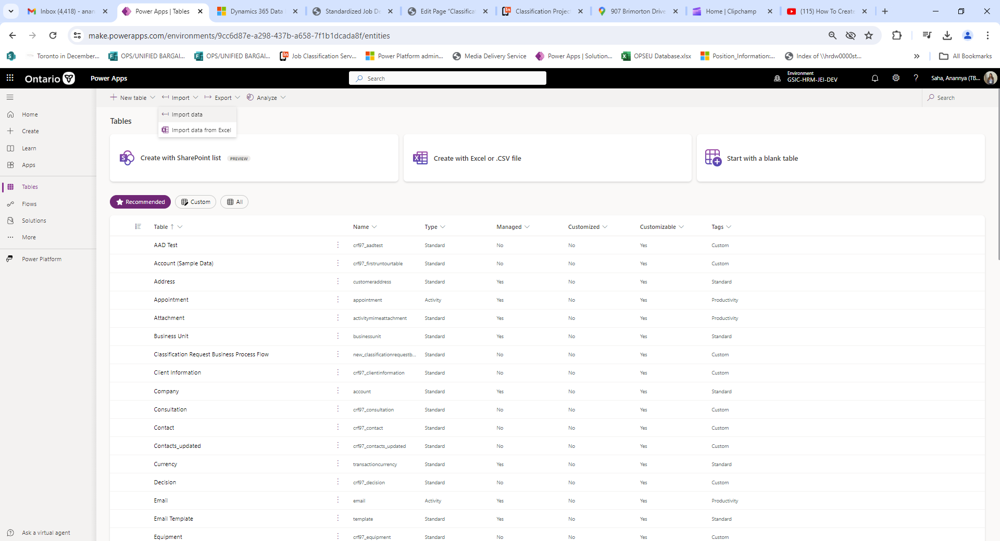 Inbox (4,418) - anan
Power Apps | Tables
Dynamics 365 Data
Standardized Job De
Edit Page "Classifica
Classification Project
907 Brimorton Drive
Home | Clipchamp
(115) How To Create
make.powerapps.com/environments/9cc6d87e-a298-437b-a658-7f1b1dcada8f/entities
Toronto in December...
OPS/UNIFIED BARGAI...
OPS/UNIFIED BARGAI...
Job Classification Serv...
Power Platform admin...
Media Delivery Service
Power Apps | Solution...
OPSEU Database.xlsx
Position_Information:...
Index of \\hrdw0000st...
All Bookmarks
Ontario
Power Apps
Search
Environment
GSIC-HRM-JEI-DEV
Saha, Anannya (TB...
New table
Import
Export
Analyze
Search
Import data
Import data from Excel
Home
Create
Learn
Apps
Tables
Flows
Solutions
More
Power Platform
Ask a virtual agent
Tables
Create with SharePoint list PREVIEW
Create with Excel or .CSV file
Start with a blank table
Recommended
Custom
All
Table ↑ Name Type Managed Customized Customizable Tags
AAD Test crf97_aadtest Standard No No Yes Custom
Account (Sample Data) crf97_firstruntourtable Standard No No Yes Custom
Address customeraddress Standard Yes No Yes Standard
Appointment appointment Activity Yes No Yes Productivity
Attachment activitymimeattachment Standard Yes No Yes Productivity
Business Unit businessunit Standard Yes No Yes Standard
Classification Request Business Process Flow new_classificationrequestb... Standard No No Yes Custom
Client Information crf97_clientinformation Standard No No Yes Custom
Company account Standard Yes No Yes Standard
Consultation crf97_consultation Standard No No Yes Custom
Contact crf97_contact Standard No No Yes Custom
Contacts_updated crf97_contacts_updated Standard No No Yes Custom
Currency transactioncurrency Standard Yes No Yes Standard
Decision crf97_decision Standard No No Yes Custom
Email email Activity Yes No Yes Productivity
Email Template template Standard Yes No Yes Standard
Equipment crf97_equipment Standard No No Yes Custom